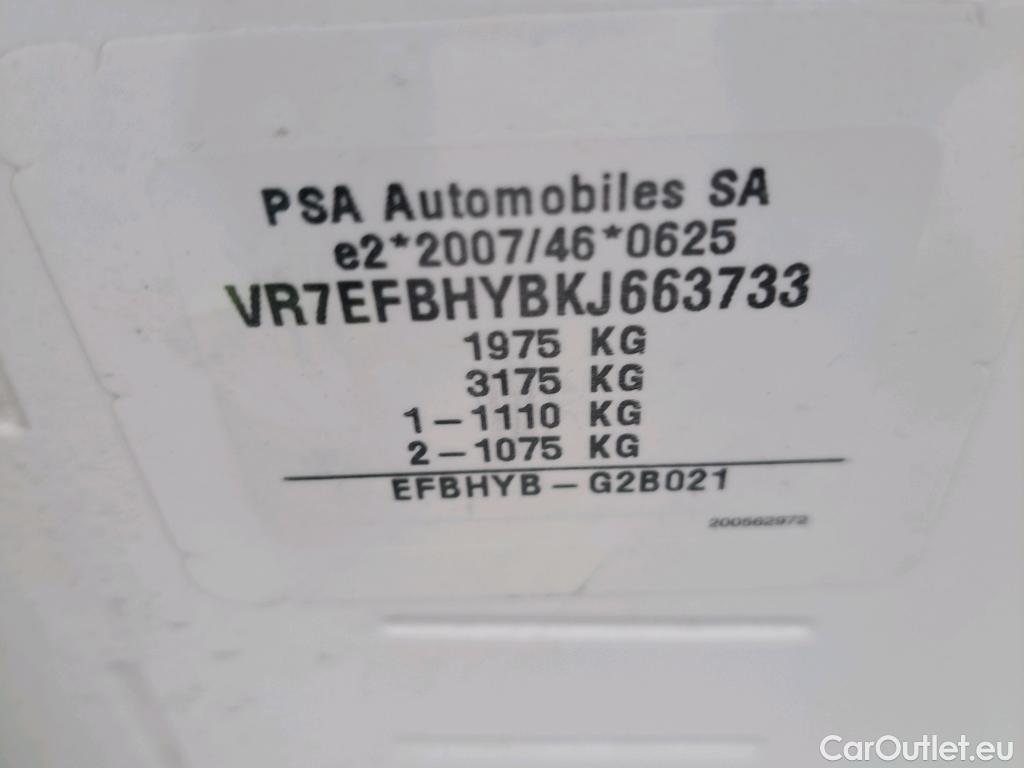 PSA Automobiles SA
e2*2007/46*0625
VR7EFBHYBKJ663733
1975 KG
3175 KG
1-1110 KG
2-1075 KG
EFBHYB-G2B021
200562972
CarOutlet.eu